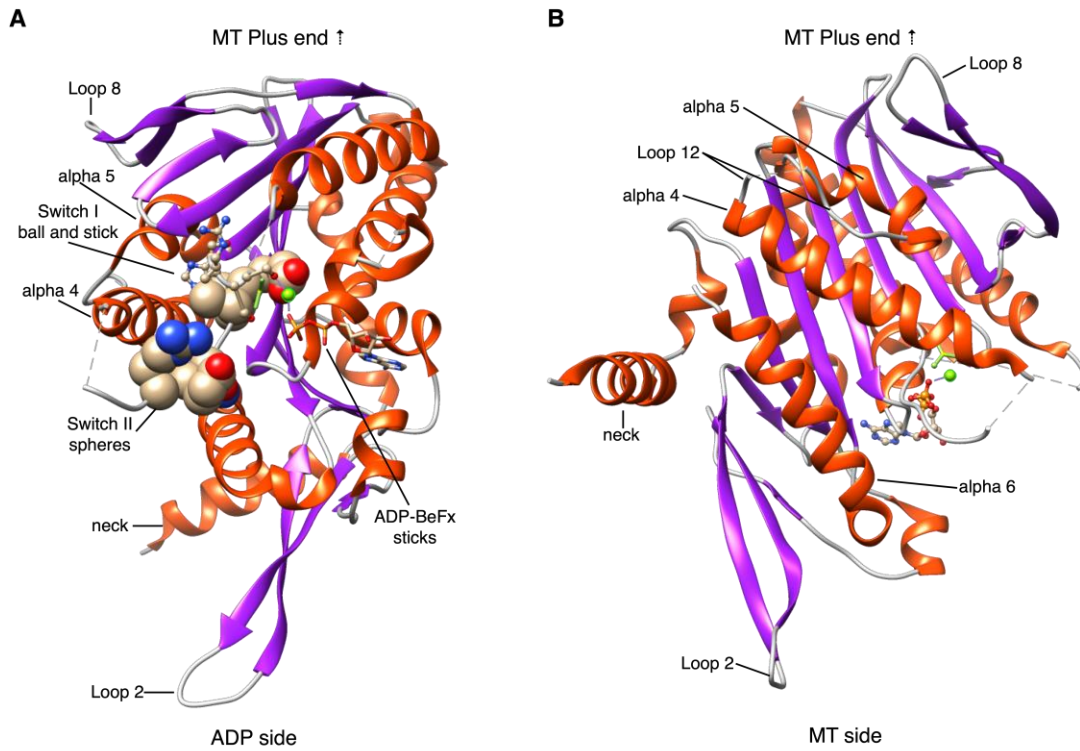 A
MT Plus end ⇡
Loop 8
alpha 5
Switch I
ball and stick
alpha 4
Switch II
spheres
neck
ADP-BeFx
sticks
Loop 2
ADP side
B
MT Plus end ⇡
Loop 8
alpha 5
Loop 12
alpha 4
neck
alpha 6
Loop 2
MT side